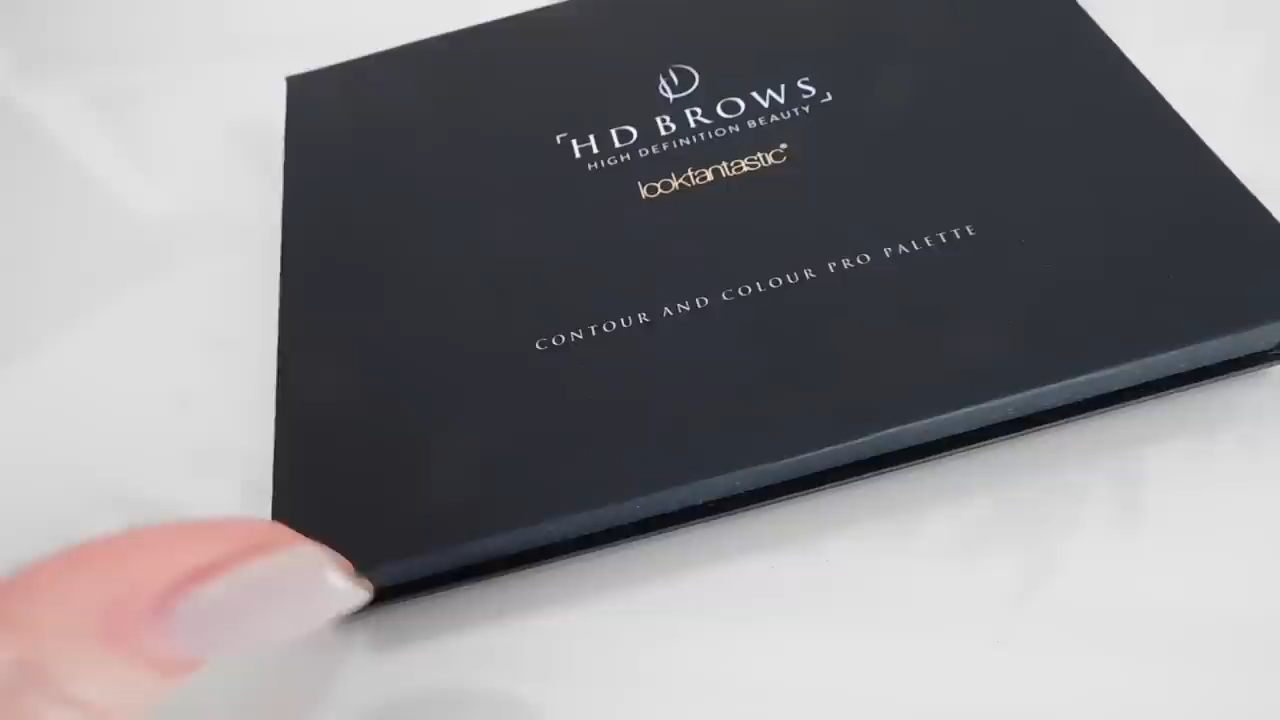 HD BROWS
HIGH DEFINITION BEAUTY
lookfantastic®
CONTOUR AND COLOUR PRO PALETTE